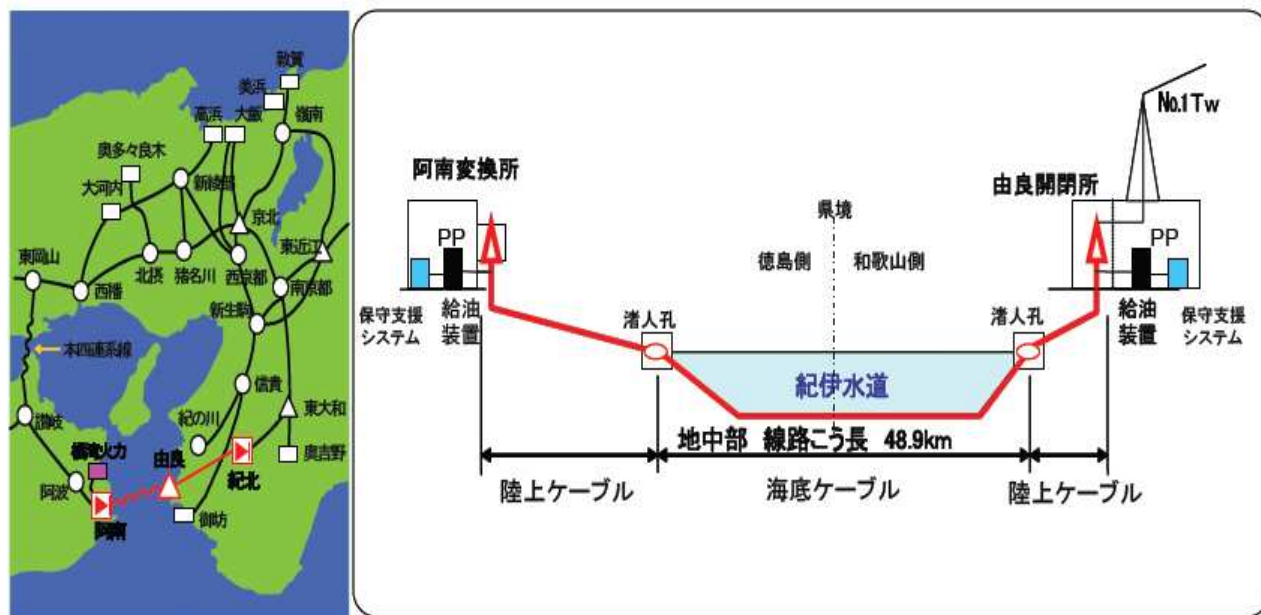 敦賀
美浜
高浜
大飯
嶺南
奥多々良木
大河内
新綾部
京北
東近江
東岡山
北摂
猪名川
西京都
南京都
西播
新生駒
本四連系線
信貴
讃岐
紀の川
東大和
橘湾火力
由良
紀北
奥吉野
阿波
阿南
御坊
No.1Tw
阿南変換所
由良開閉所
県境
徳島側
和歌山側
PP
PP
保守支援
システム
給油
装置
渚人孔
渚人孔
給油
装置
保守支援
システム
紀伊水道
地中部 線路こう長 48.9km
陸上ケーブル
海底ケーブル
陸上ケーブル